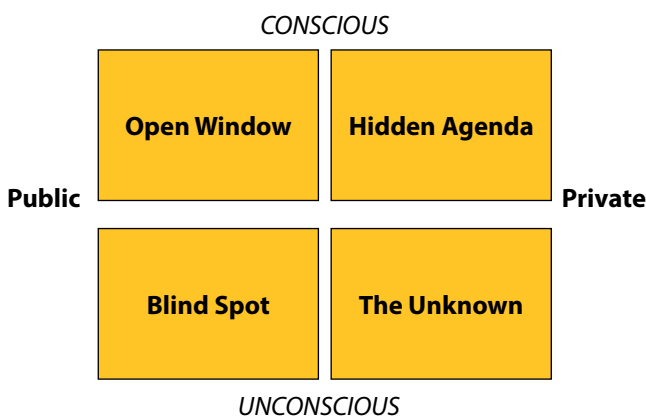 CONSCIOUS
Open Window
Hidden Agenda
Public
Private
Blind Spot
The Unknown
UNCONSCIOUS